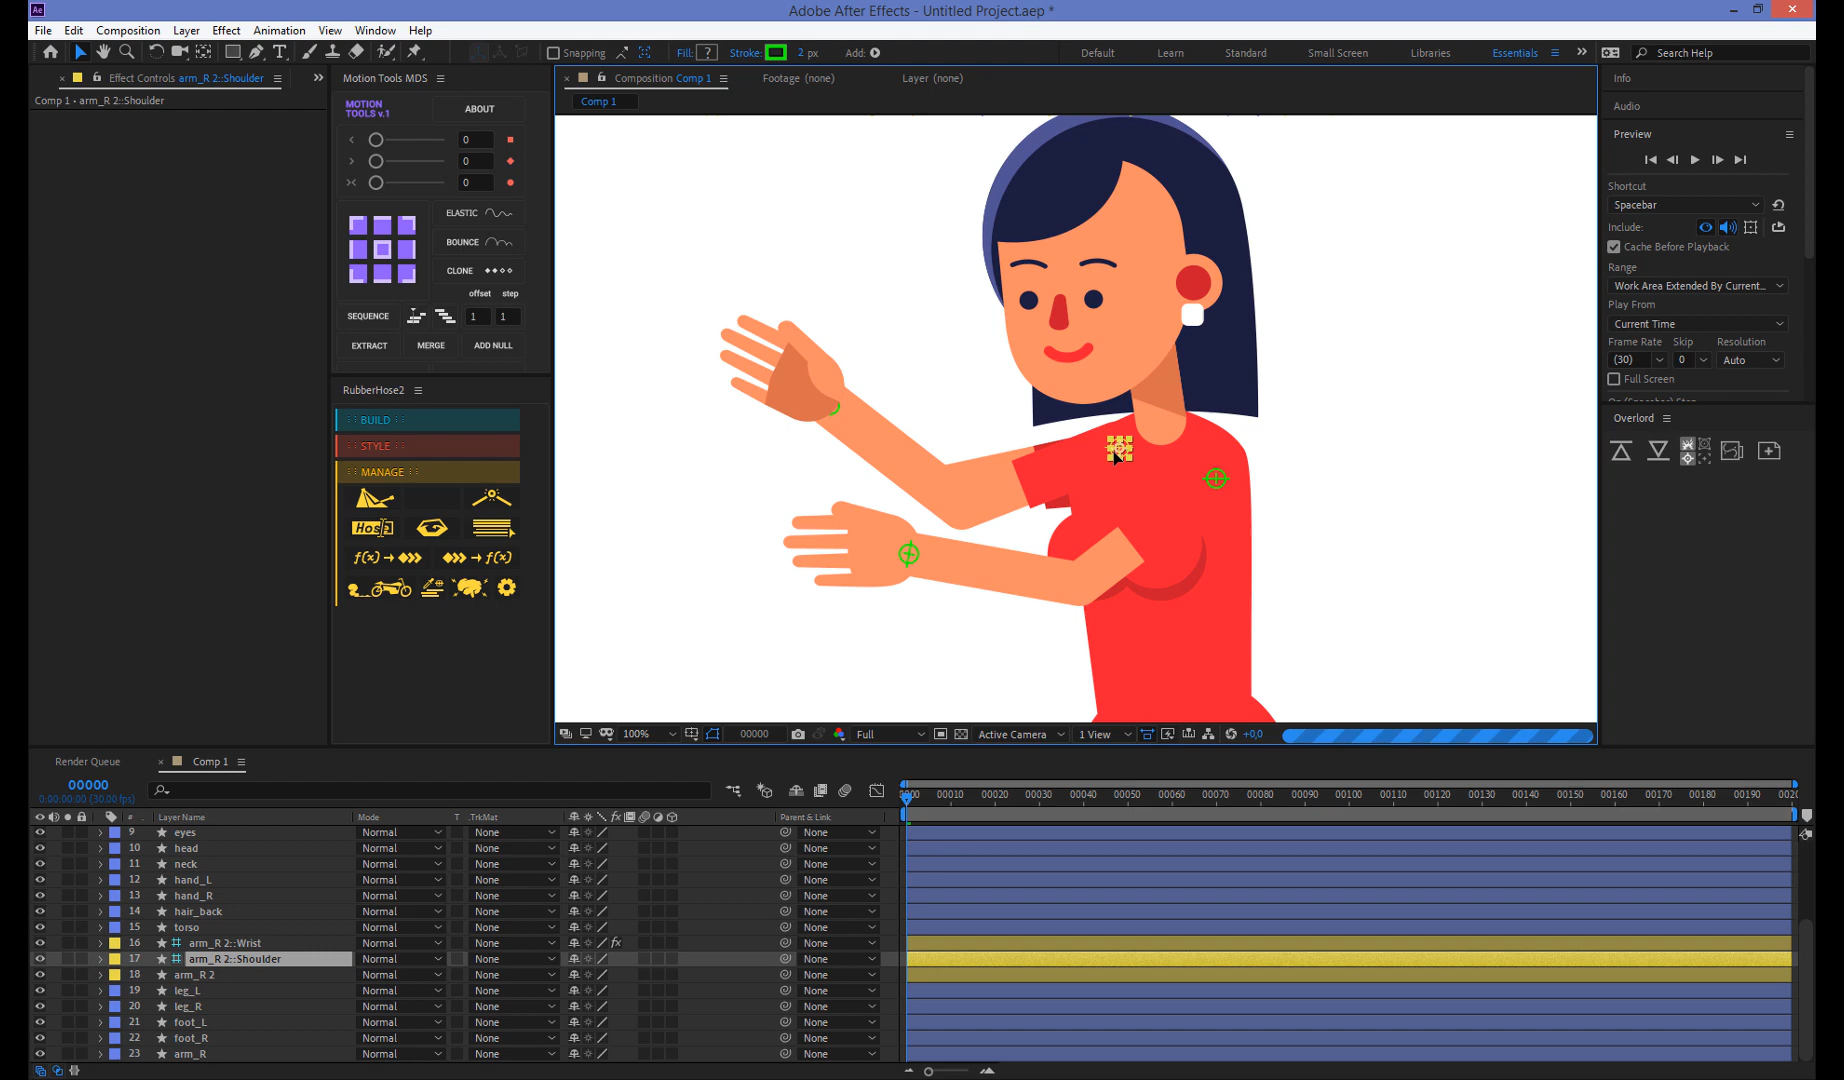 Ae
Adobe After Effects - Untitled Project.aep *
File Edit Composition Layer Effect Animation View Window Help
Snapping Fill: ? Stroke: 2 px Add: Default Learn Standard Small Screen Libraries Essentials Search Help
Effect Controls arm_R 2::Shoulder
Comp 1 • arm_R 2::Shoulder
Motion Tools MDS
MOTION TOOLS v.1
ABOUT
0
0
0
ELASTIC
BOUNCE
CLONE
offset step
SEQUENCE 1 1
EXTRACT MERGE ADD NULL
RubberHose2
:: BUILD ::
:: STYLE ::
:: MANAGE ::
Hose
f(x) f(x)
Composition Comp 1 Footage (none) Layer (none)
Comp 1
100% 00000 Full Active Camera 1 View +0,0
Info
Audio
Preview
Shortcut
Spacebar
Include:
Cache Before Playback
Range
Work Area Extended By Current...
Play From
Current Time
Frame Rate Skip Resolution
(30) 0 Auto
Full Screen
Overlord
Render Queue Comp 1
00000
0:00:00:00 (30.00 fps)
00010 00020 00030 00040 00050 00060 00070 00080 00090 00100 00110 00120 00130 00140 00150 00160 00170 00180 00190
# Layer Name Mode T .TrkMat Parent & Link
9 eyes Normal None None
10 head Normal None None
11 neck Normal None None
12 hand_L Normal None None
13 hand_R Normal None None
14 hair_back Normal None None
15 torso Normal None None
16 arm_R 2::Wrist Normal None fx None
17 arm_R 2::Shoulder Normal None None
18 arm_R 2 Normal None None
19 leg_L Normal None None
20 leg_R Normal None None
21 foot_L Normal None None
22 foot_R Normal None None
23 arm_R Normal None None